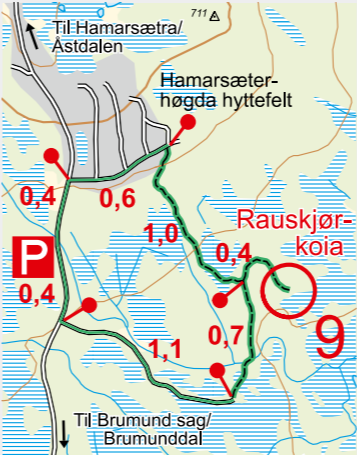 711
Til Hamarsætra/
Åstdalen
Hamarsæter-
høgda hyttefelt
0,4
0,6
1,0
Rauskjør-
koia
0,4
P
0,4
9
0,7
1,1
Til Brumund sag/
Brumunddal